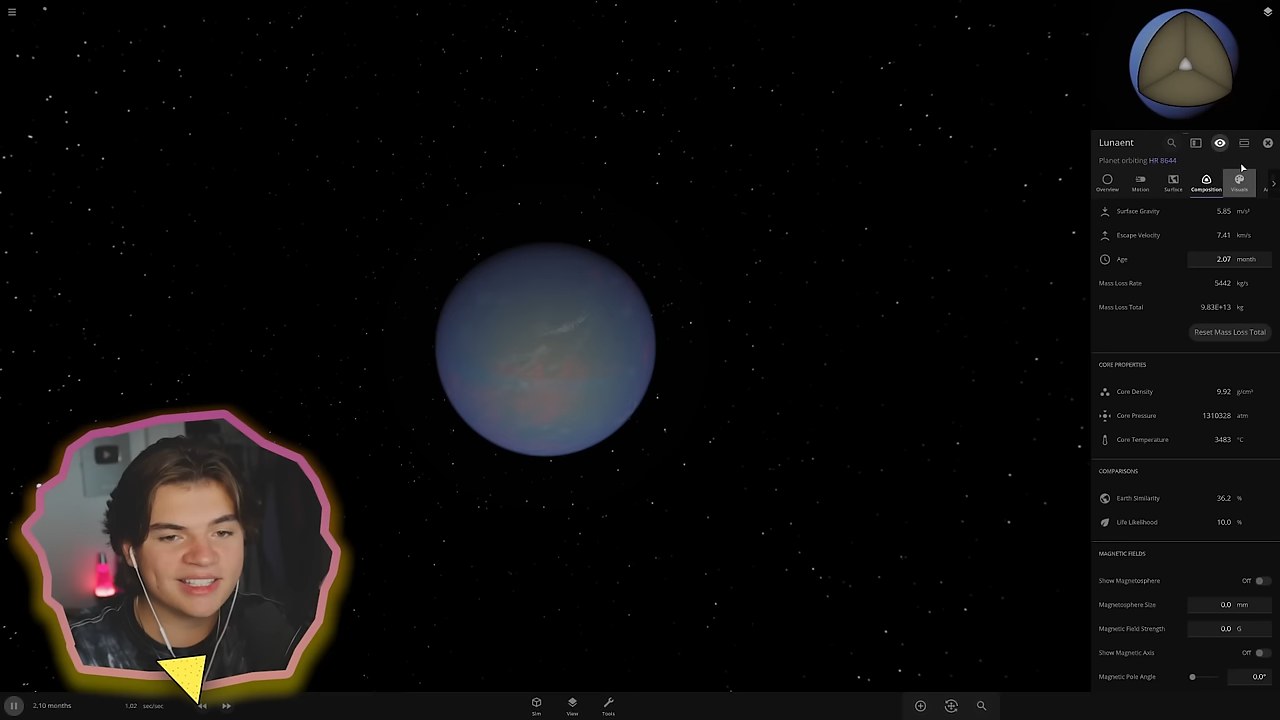 Lunaent
Planet orbiting HR 8644
Overview Motion Surface Composition Visuals
Surface Gravity 5.85 m/s²
Escape Velocity 7.41 km/s
Age 2.07 month
Mass Loss Rate 5442 kg/s
Mass Loss Total 9.83E+13 kg
Reset Mass Loss Total
CORE PROPERTIES
Core Density 9.92 g/cm³
Core Pressure 1310328 atm
Core Temperature 3483 °C
COMPARISONS
Earth Similarity 36.2 %
Life Likelihood 10.0 %
MAGNETIC FIELDS
Show Magnetosphere Off
Magnetosphere Size 0.0 mm
Magnetic Field Strength 0.0 G
Show Magnetic Axis Off
Magnetic Pole Angle 0.0°
2.10 months 1.02 sec/sec Sim View Tools